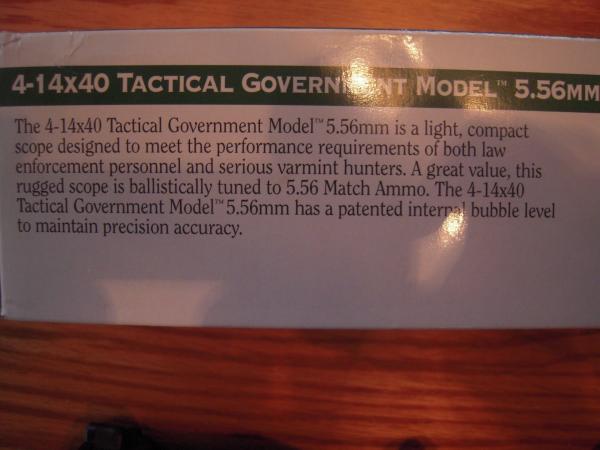 4-14x40 TACTICAL GOVERNMENT MODEL™ 5.56MM
The 4-14x40 Tactical Government Model™ 5.56mm is a light, compact
scope designed to meet the performance requirements of both law
enforcement personnel and serious varmint hunters. A great value, this
rugged scope is ballistically tuned to 5.56 Match Ammo. The 4-14x40
Tactical Government Model™ 5.56mm has a patented internal bubble level
to maintain precision accuracy.